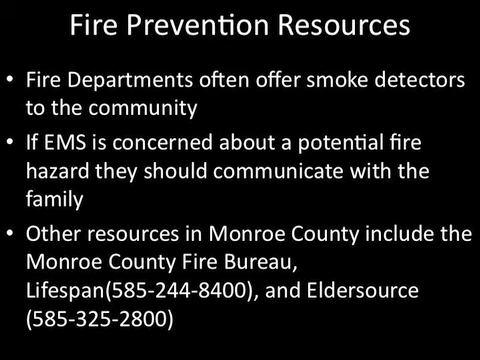 Fire Prevention Resources
• Fire Departments often offer smoke detectors
to the community
• If EMS is concerned about a potential fire
hazard they should communicate with the
family
• Other resources in Monroe County include the
Monroe County Fire Bureau,
Lifespan(585-244-8400), and Eldersource
(585-325-2800)